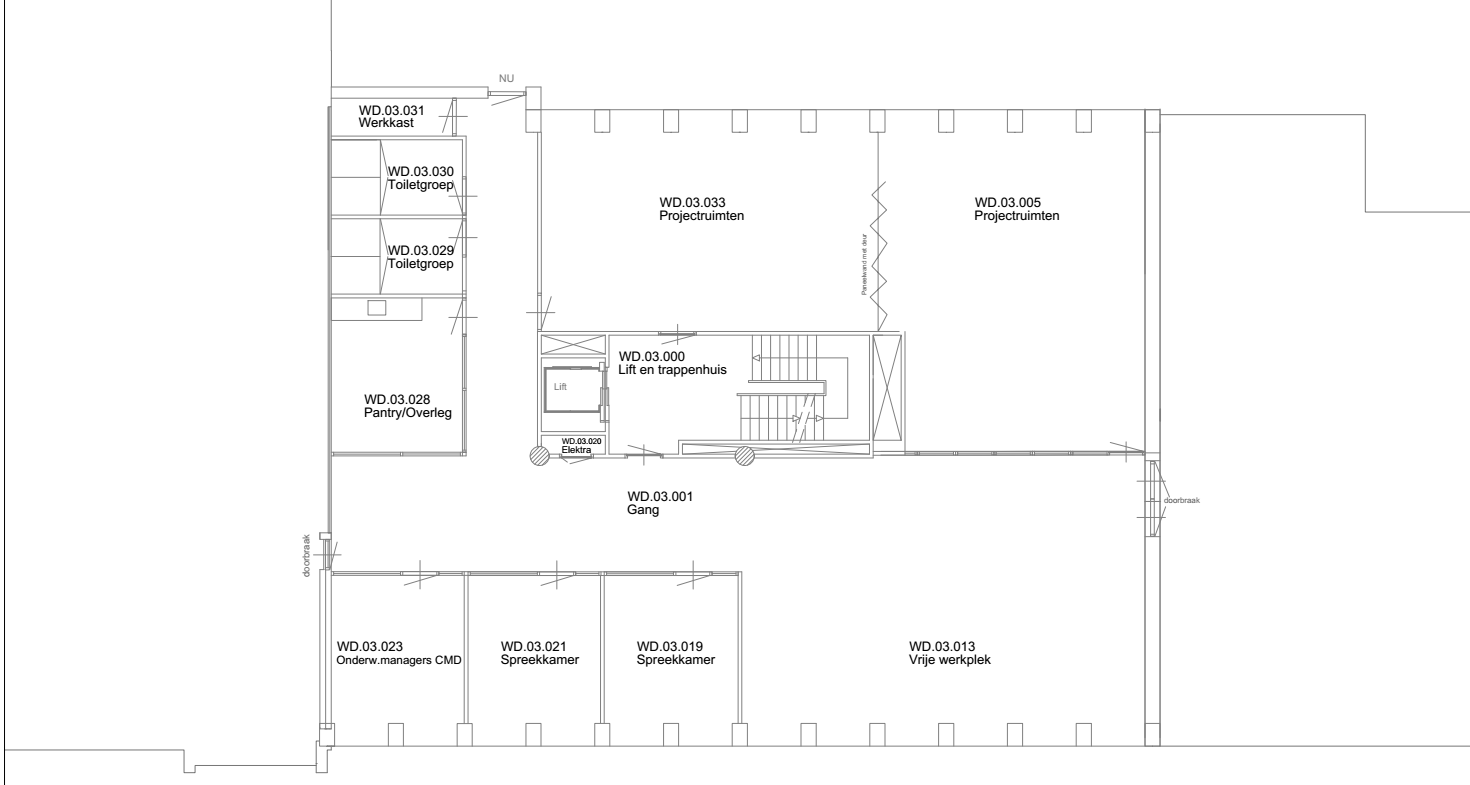 NU
WD.03.031
Werkkast
WD.03.030
Toiletgroep
WD.03.033
Projectruimten
WD.03.005
Projectruimten
WD.03.029
Toiletgroep
Paneelwand met deur
WD.03.000
Lift en trappenhuis
Lift
WD.03.028
Pantry/Overleg
WD.03.020
Elektra
WD.03.001
Gang
doorbraak
doorbraak
WD.03.023
Onderw.managers CMD
WD.03.021
Spreekkamer
WD.03.019
Spreekkamer
WD.03.013
Vrije werkplek